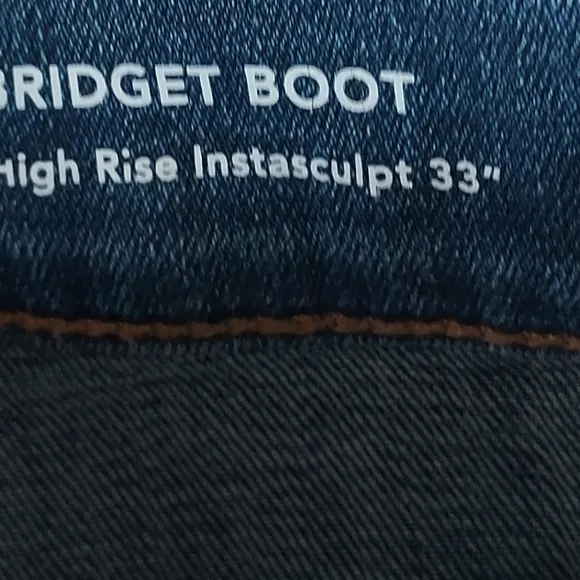 BRIDGET BOOT
High Rise Instasculpt 33"